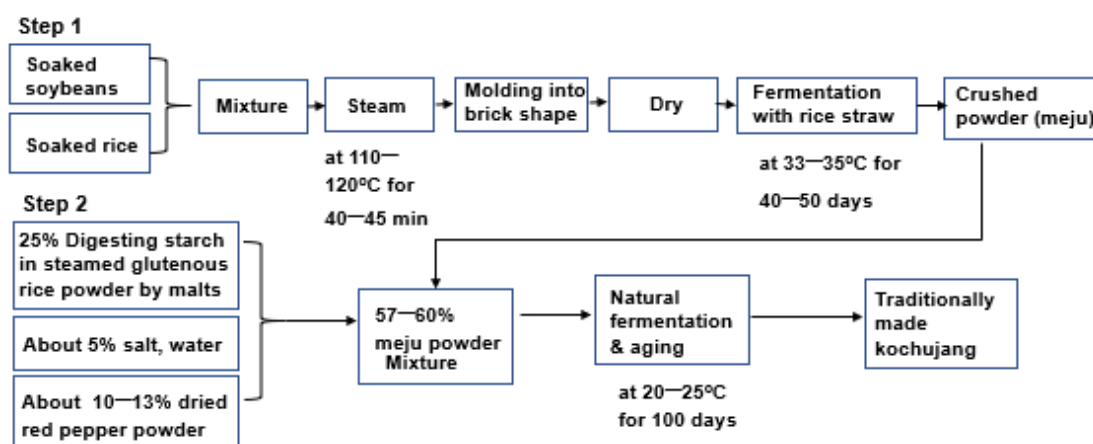 Step 1
Soaked
soybeans
Soaked rice
Mixture
Steam
at 110—
120ºC for
40—45 min
Molding into
brick shape
Dry
Fermentation
with rice straw
at 33—35ºC for
40—50 days
Crushed
powder (meju)
Step 2
25% Digesting starch
in steamed glutenous
rice powder by malts
About 5% salt, water
About 10—13% dried
red pepper powder
57—60%
meju powder
Mixture
Natural
fermentation
& aging
at 20—25ºC
for 100 days
Traditionally
made
kochujang